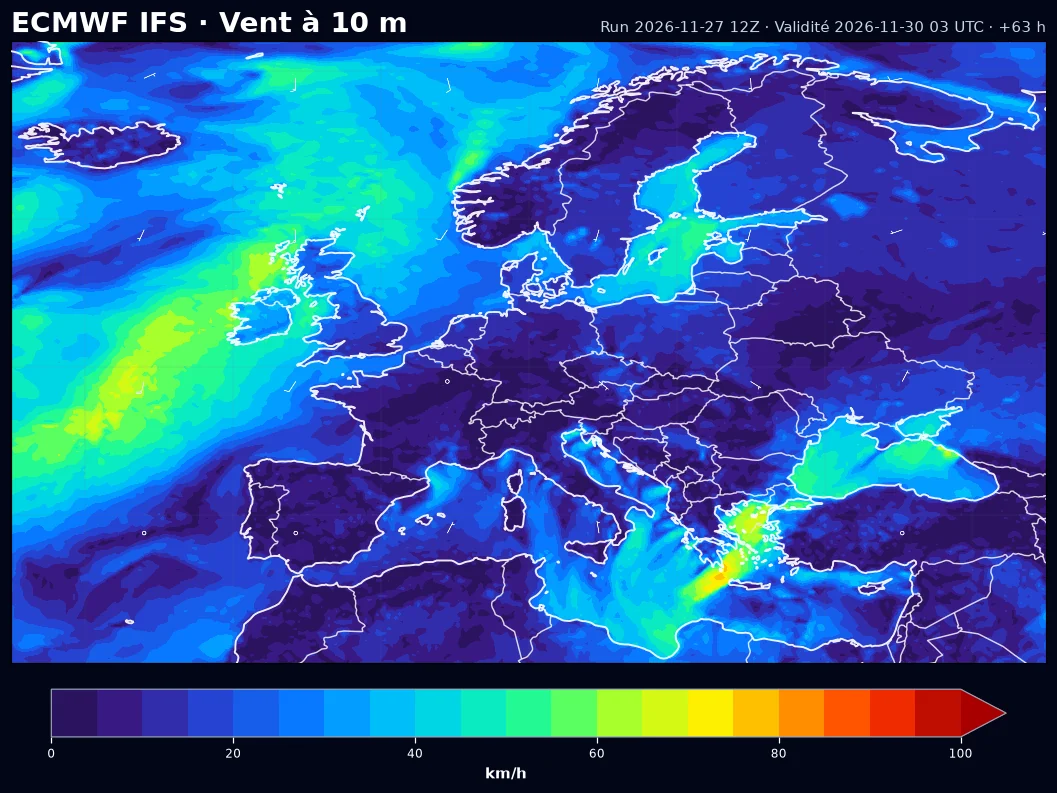 ECMWF IFS · Vent à 10 m
Run 2026-11-27 12Z · Validité 2026-11-30 03 UTC · +63 h
0 20 40 60 80 100
km/h